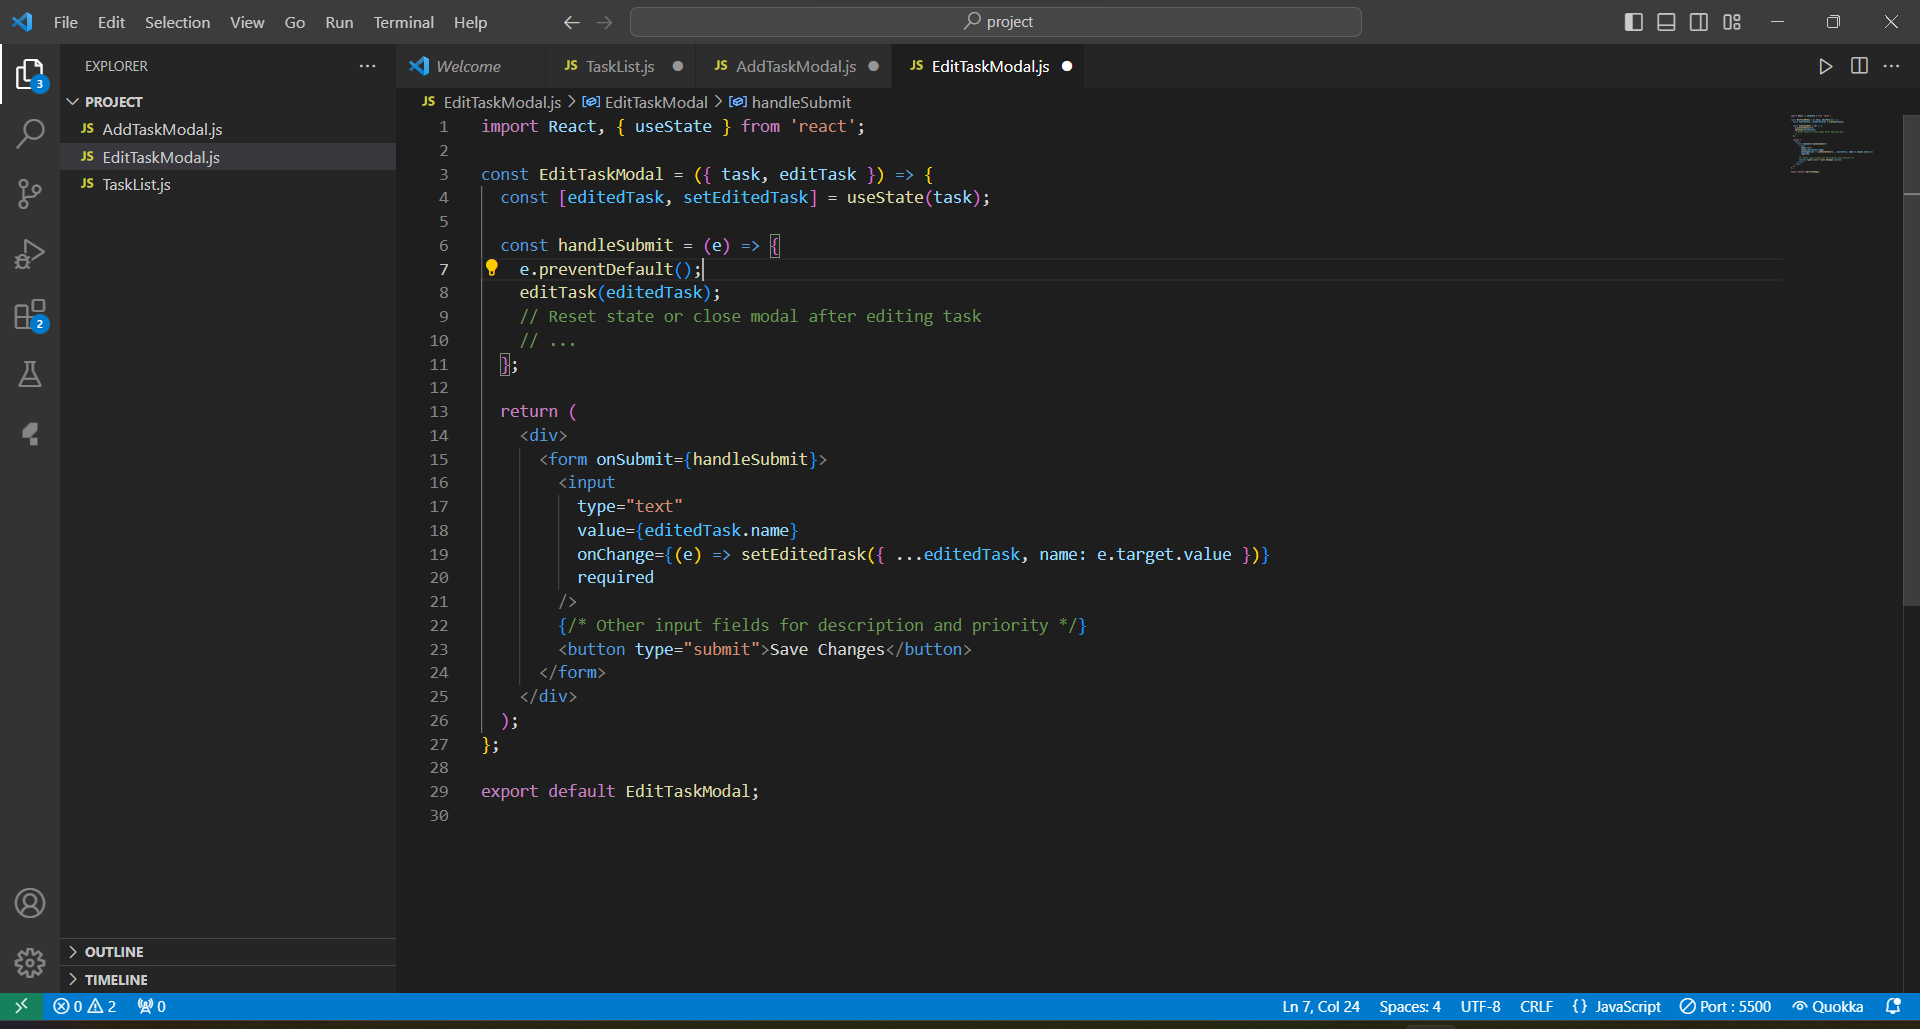 File Edit Selection View Go Run Terminal Help
project
EXPLORER
PROJECT
JS AddTaskModal.js
JS EditTaskModal.js
JS TaskList.js
OUTLINE
TIMELINE
3
2
Welcome JS TaskList.js JS AddTaskModal.js JS EditTaskModal.js
JS EditTaskModal.js EditTaskModal handleSubmit
1 import React, { useState } from 'react';
2
3 const EditTaskModal = ({ task, editTask }) => {
4 const [editedTask, setEditedTask] = useState(task);
5
6 const handleSubmit = (e) => {
7 e.preventDefault();
8 editTask(editedTask);
9 // Reset state or close modal after editing task
10 // ...
11 };
12
13 return (
14 <div>
15 <form onSubmit={handleSubmit}>
16 <input
17 type="text"
18 value={editedTask.name}
19 onChange={(e) => setEditedTask({ ...editedTask, name: e.target.value })}
20 required
21 />
22 {/* Other input fields for description and priority */}
23 <button type="submit">Save Changes</button>
24 </form>
25 </div>
26 );
27 };
28
29 export default EditTaskModal;
30
0 2 0 Ln 7, Col 24 Spaces: 4 UTF-8 CRLF {} JavaScript Port : 5500 Quokka